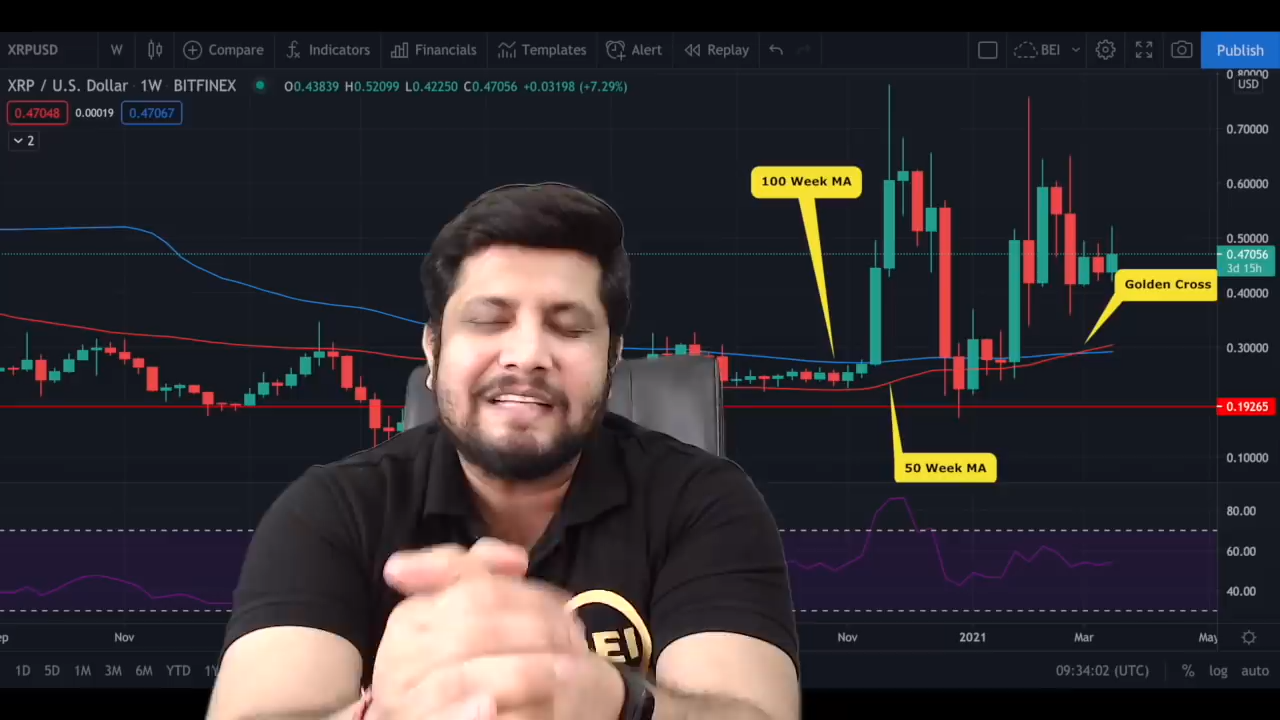 XRPUSD W Compare Indicators Financials Templates Alert Replay BEI Publish
XRP / U.S. Dollar 1W BITFINEX O0.43839 H0.52099 L0.42250 C0.47056 +0.03198 (+7.29%)
0.47048 0.00019 0.47067
2
0.80000
USD
0.70000
100 Week MA
0.60000
0.50000
0.47056
3d 15h
Golden Cross
0.40000
0.30000
0.19265
50 Week MA
0.10000
80.00
60.00
40.00
EI
Nov Nov 2021 Mar May
1D 5D 1M 3M 6M YTD 09:34:02 (UTC) % log auto